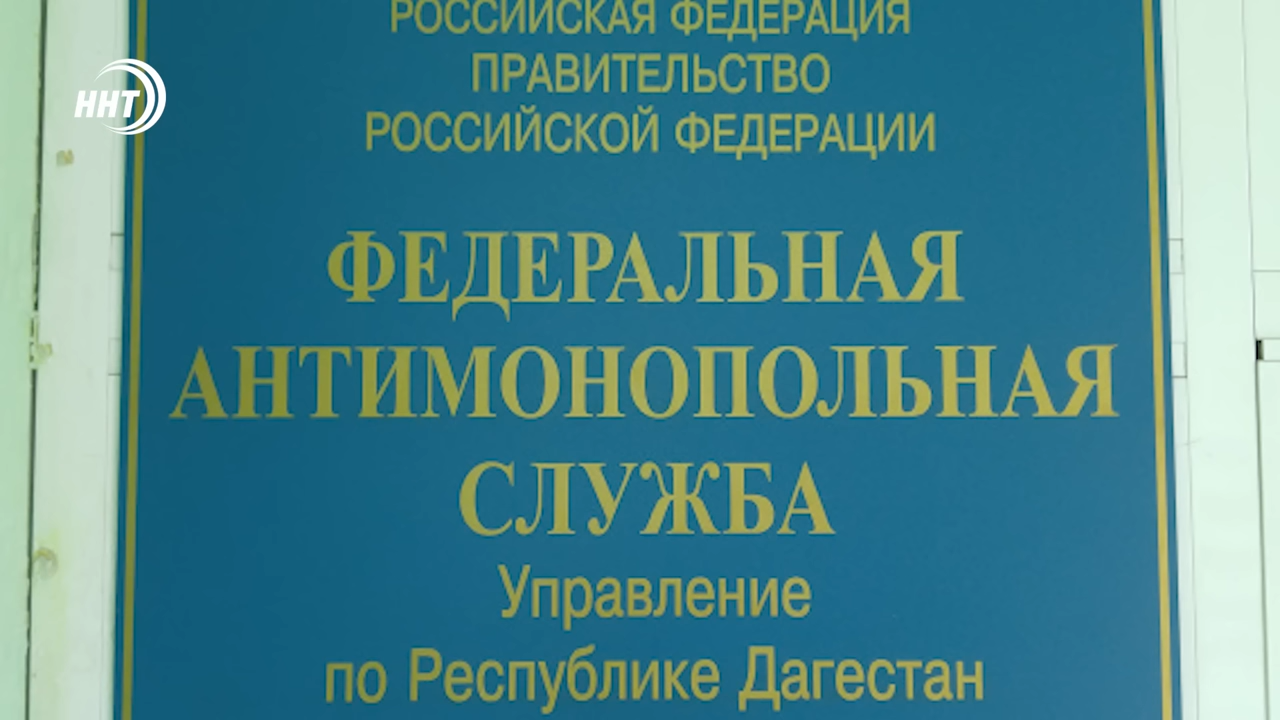 РОССИЙСКАЯ ФЕДЕРАЦИЯ
ПРАВИТЕЛЬСТВО
РОССИЙСКОЙ ФЕДЕРАЦИИ
ННТ
ФЕДЕРАЛЬНАЯ
АНТИМОНОПОЛЬНАЯ
СЛУЖБА
Управление
по Республике Дагестан